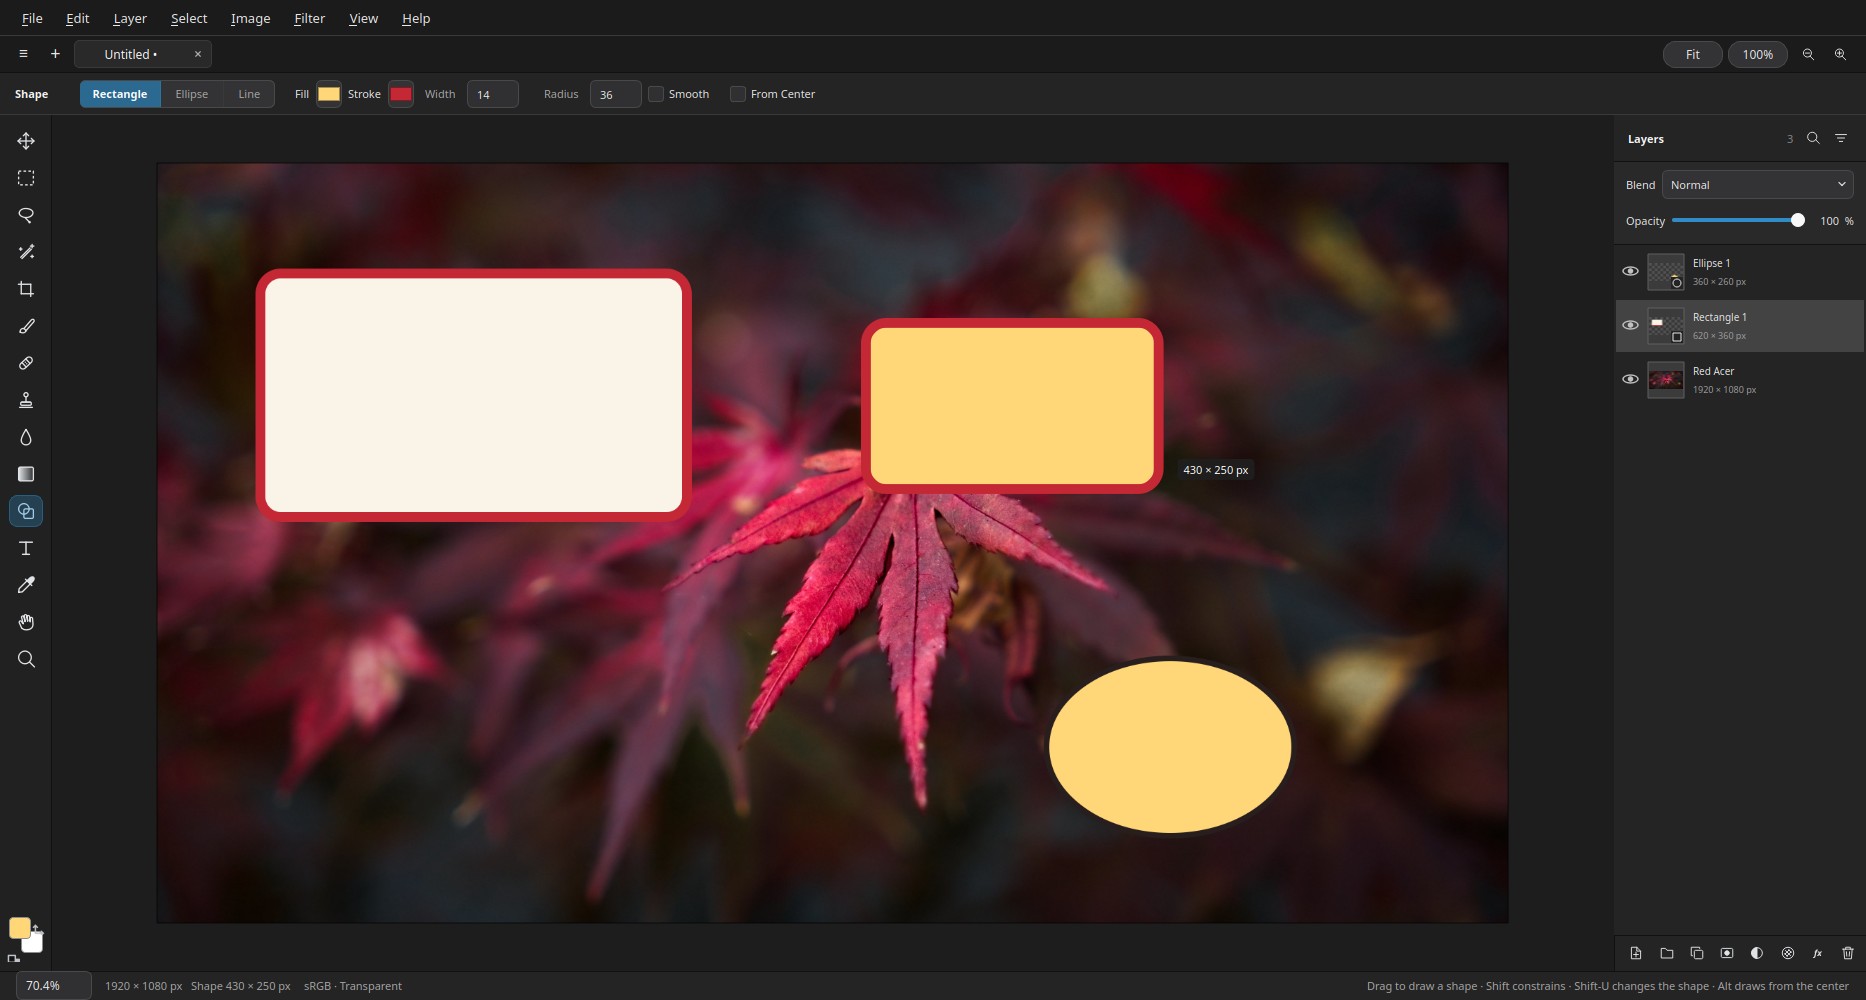 File Edit Layer Select Image Filter View Help
Untitled • Fit 100%
Shape Rectangle Ellipse Line Fill Stroke Width 14 Radius 36 Smooth From Center
Layers 3
Blend Normal
Opacity 100 %
Ellipse 1
360 × 260 px
Rectangle 1
620 × 360 px
Red Acer
1920 × 1080 px
430 × 250 px
fx
70.4% 1920 × 1080 px Shape 430 × 250 px sRGB · Transparent Drag to draw a shape · Shift constrains · Shift-U changes the shape · Alt draws from the center